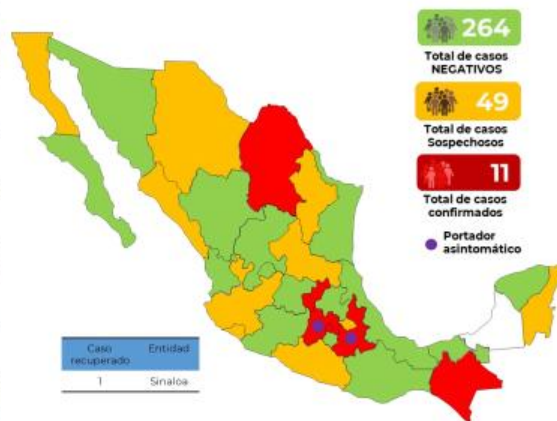 264
Total de casos
NEGATIVOS
49
Total de casos
Sospechosos
11
Total de casos
confirmados
Portador
asintomático
Caso
recuperado
Entidad
1
Sinaloa